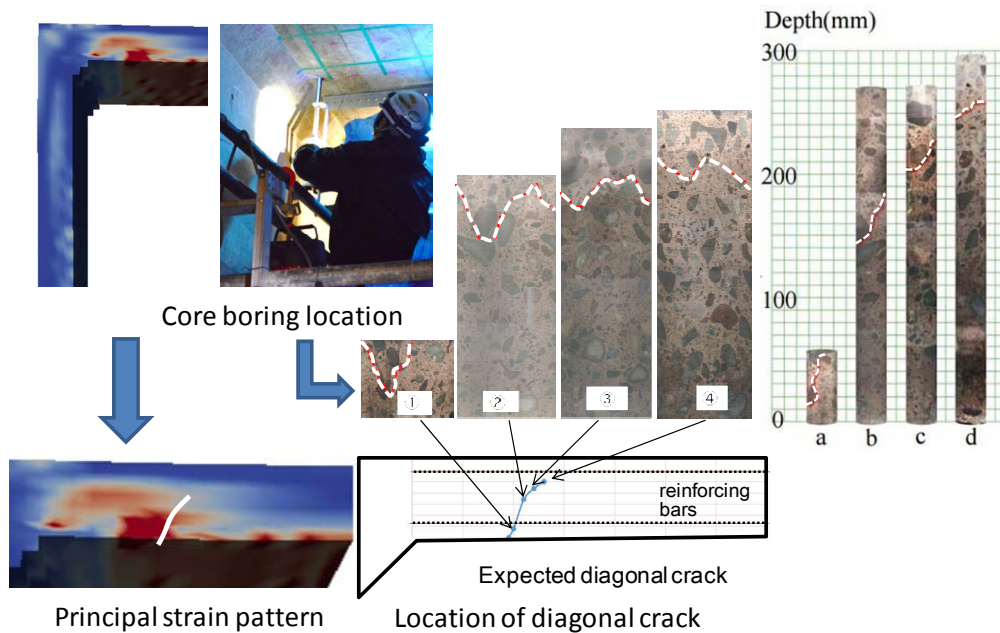 Depth(mm)
300
200
100
0
a
b
c
d
Core boring location
①
②
③
④
reinforcing
bars
Expected diagonal crack
Principal strain pattern
Location of diagonal crack